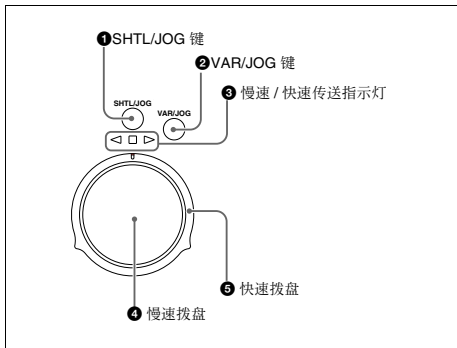 ❶SHTL/JOG 键
❷VAR/JOG 键
❸ 慢速 / 快速传送指示灯
SHTL/JOG
VAR/JOG
❺ 快速拨盘
❹ 慢速拨盘